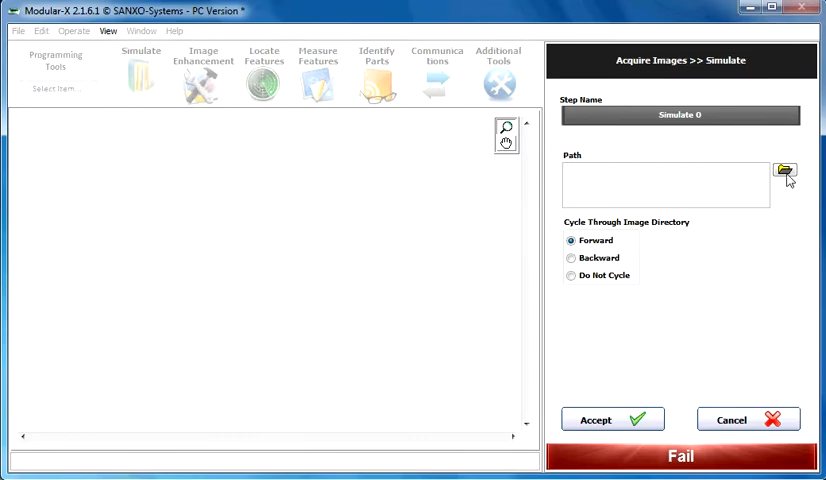 Modular-X 2.1.6.1 © SANXO-Systems - PC Version *
File Edit Operate View Window Help
Programming
Tools
Select Item...
Simulate
Image
Enhancement
Locate
Features
Measure
Features
Identify
Parts
Communica
tions
Additional
Tools
Acquire Images >> Simulate
Step Name
Simulate 0
Path
Cycle Through Image Directory
Forward
Backward
Do Not Cycle
Accept
Cancel
Fail